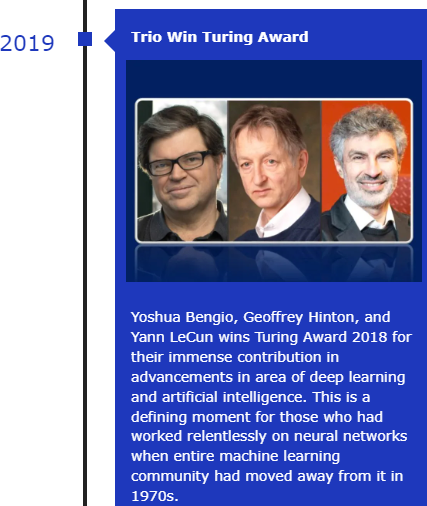 2019
Trio Win Turing Award
Yoshua Bengio, Geoffrey Hinton, and
Yann LeCun wins Turing Award 2018 for
their immense contribution in
advancements in area of deep learning
and artificial intelligence. This is a
defining moment for those who had
worked relentlessly on neural networks
when entire machine learning
community had moved away from it in
1970s.